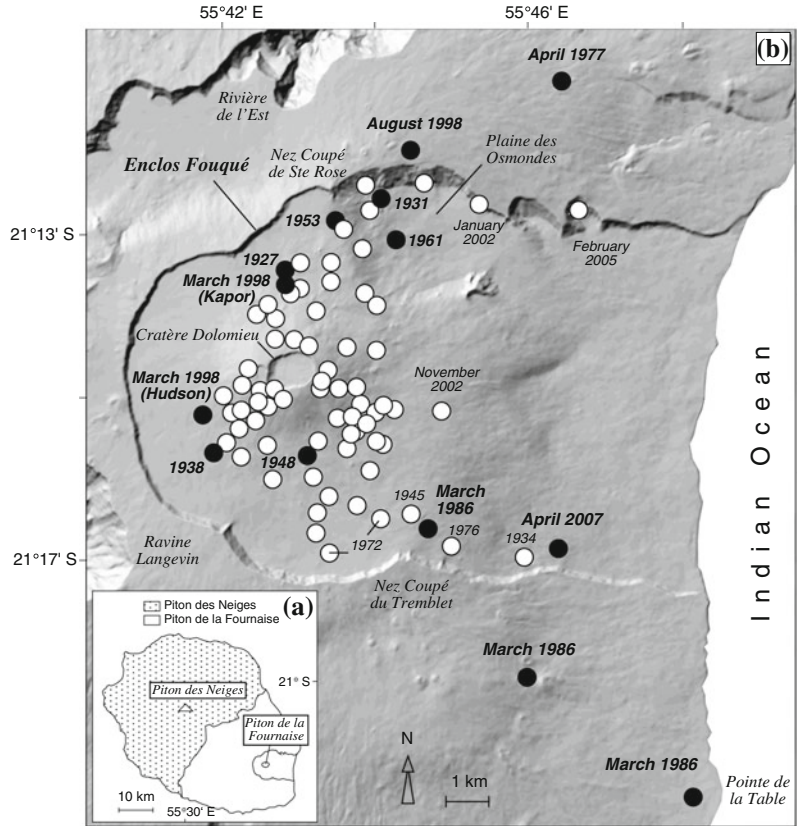 55°42'
55°46'
(b)
April 1977
Rivière
de l'Est
August 1998
Plaine des
Osmondes
Nez Coupé
de Ste Rose
Enclos Fouqué
1931
1953
January
2002
February
2005
1961
21°13' S
1927
March 1998
(Kapor)
Cratère Dolomieu
November
2002
March 1998
(Hudson)
1938
1948
1945
March
1986
1976
1934
April 2007
1972
Ravine
Langevin
21°17' S
Nez Coupé
du Tremblet
Indian Ocean
(a)
Piton des Neiges
Piton de la Fournaise
Piton des Neiges
Piton de la
Fournaise
21° S
10 km
55°30' E
March 1986
N
1 km
March 1986
Pointe de
la Table